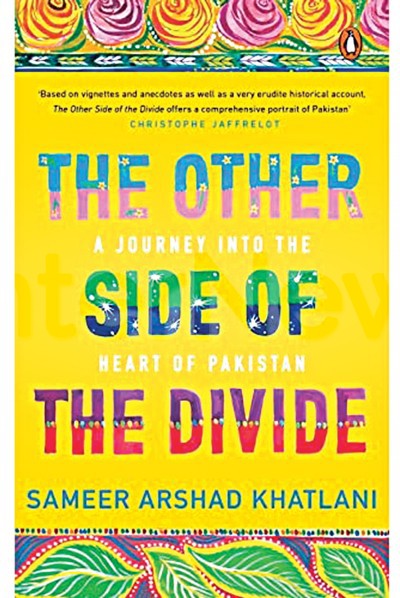 'Based on vignettes and anecdotes as well as a very erudite historical account,
The Other Side of the Divide offers a comprehensive portrait of Pakistan'
CHRISTOPHE JAFFRELOT
THE OTHER
A JOURNEY INTO THE
SIDE OF
HEART OF PAKISTAN
THE DIVIDE
SAMEER ARSHAD KHATLANI